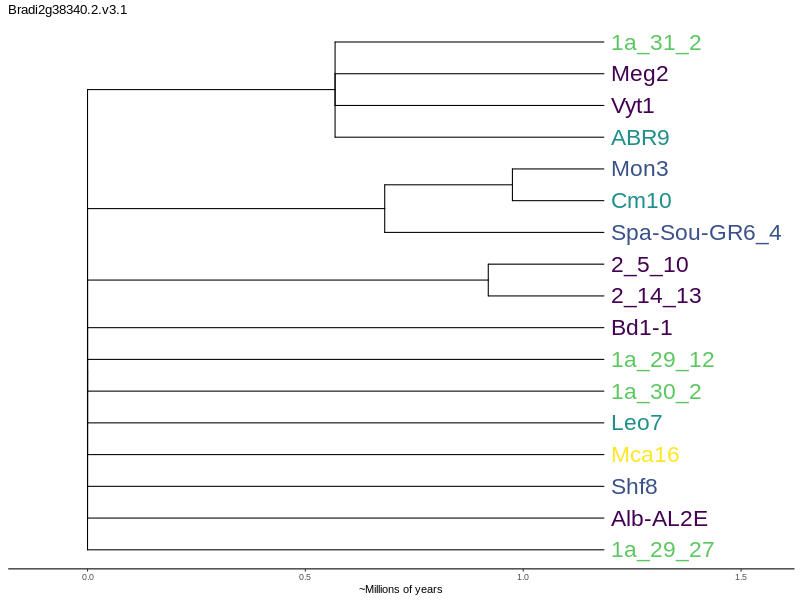 Bradi2g38340.2.v3.1
1a_31_2
Meg2
Vyt1
ABR9
Mon3
Cm10
Spa-Sou-GR6_4
2_5_10
2_14_13
Bd1-1
1a_29_12
1a_30_2
Leo7
Mca16
Shf8
Alb-AL2E
1a_29_27
0.0 0.5 1.0 1.5
~Millions of years